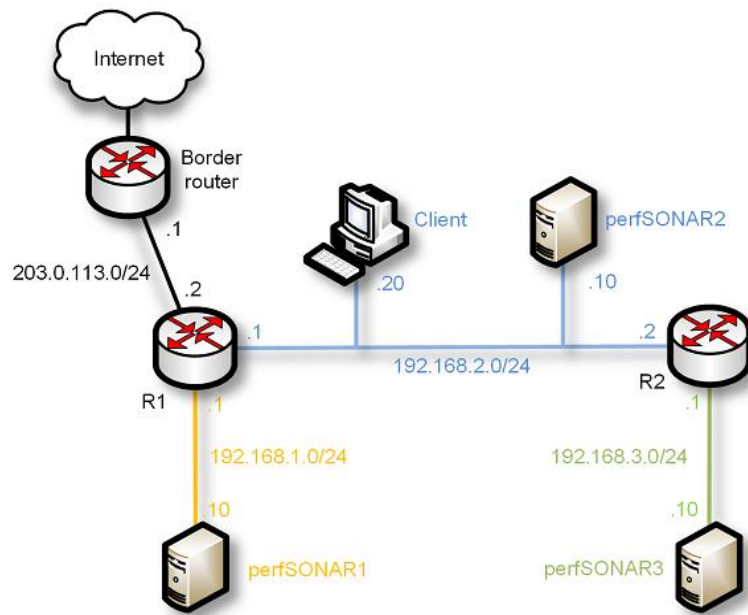 Internet
Border
router
.1
203.0.113.0/24
.2
Client
.20
perfSONAR2
.10
.1
192.168.2.0/24
.2
R1
R2
.1
192.168.1.0/24
.10
perfSONAR1
.1
192.168.3.0/24
.10
perfSONAR3